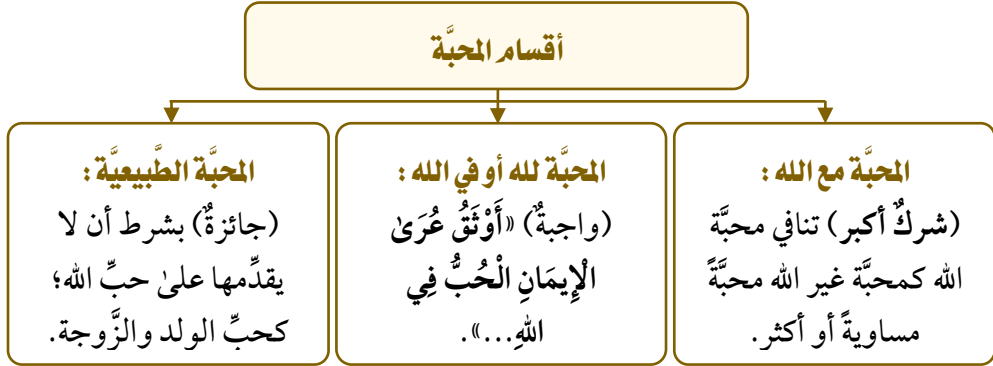 أقسام المحبَّة
المحبَّة مع الله :
(شركٌ أكبر) تنافي محبَّة
الله كمحبَّة غير الله محبَّةً
مساويةً أو أكثر.
المحبَّة لله أو في الله :
(واجبةٌ) «أَوْثَقُ عُرَىٰ
الْإِيمَانِ الْحُبُّ فِي
اللهِ...».
المحبَّة الطَّبيعيَّة :
(جائزةٌ) بشرط أن لا
يقدِّمها علىٰ حبِّ الله؛
كحبِّ الولد والزَّوجة.